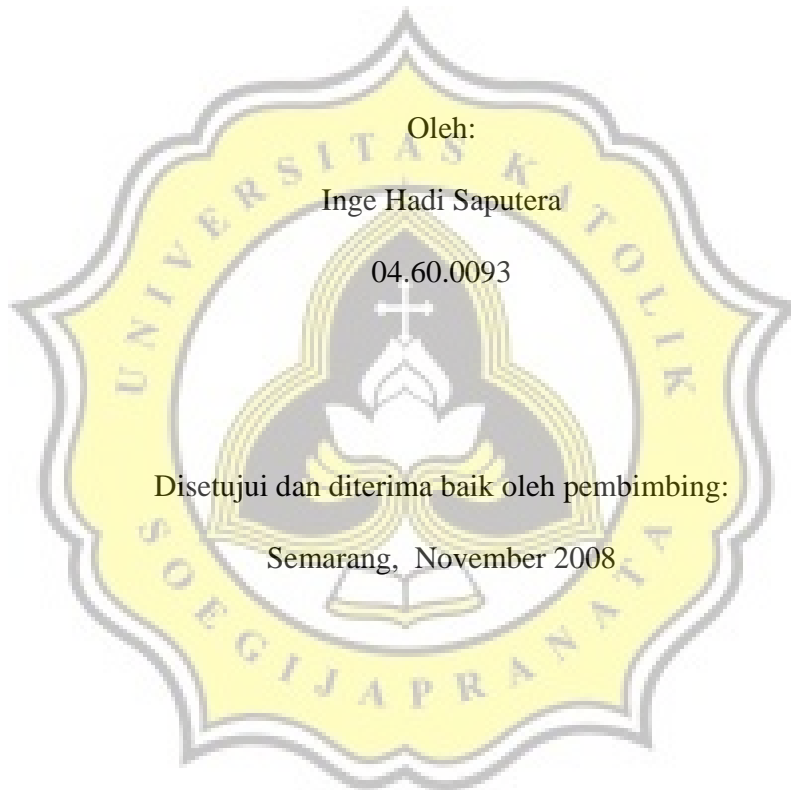 Oleh:
Inge Hadi Saputera
04.60.0093
Disetujui dan diterima baik oleh pembimbing:
Semarang, November 2008
UNIVERSITAS KATOLIK
SOEGIJAPRANATA